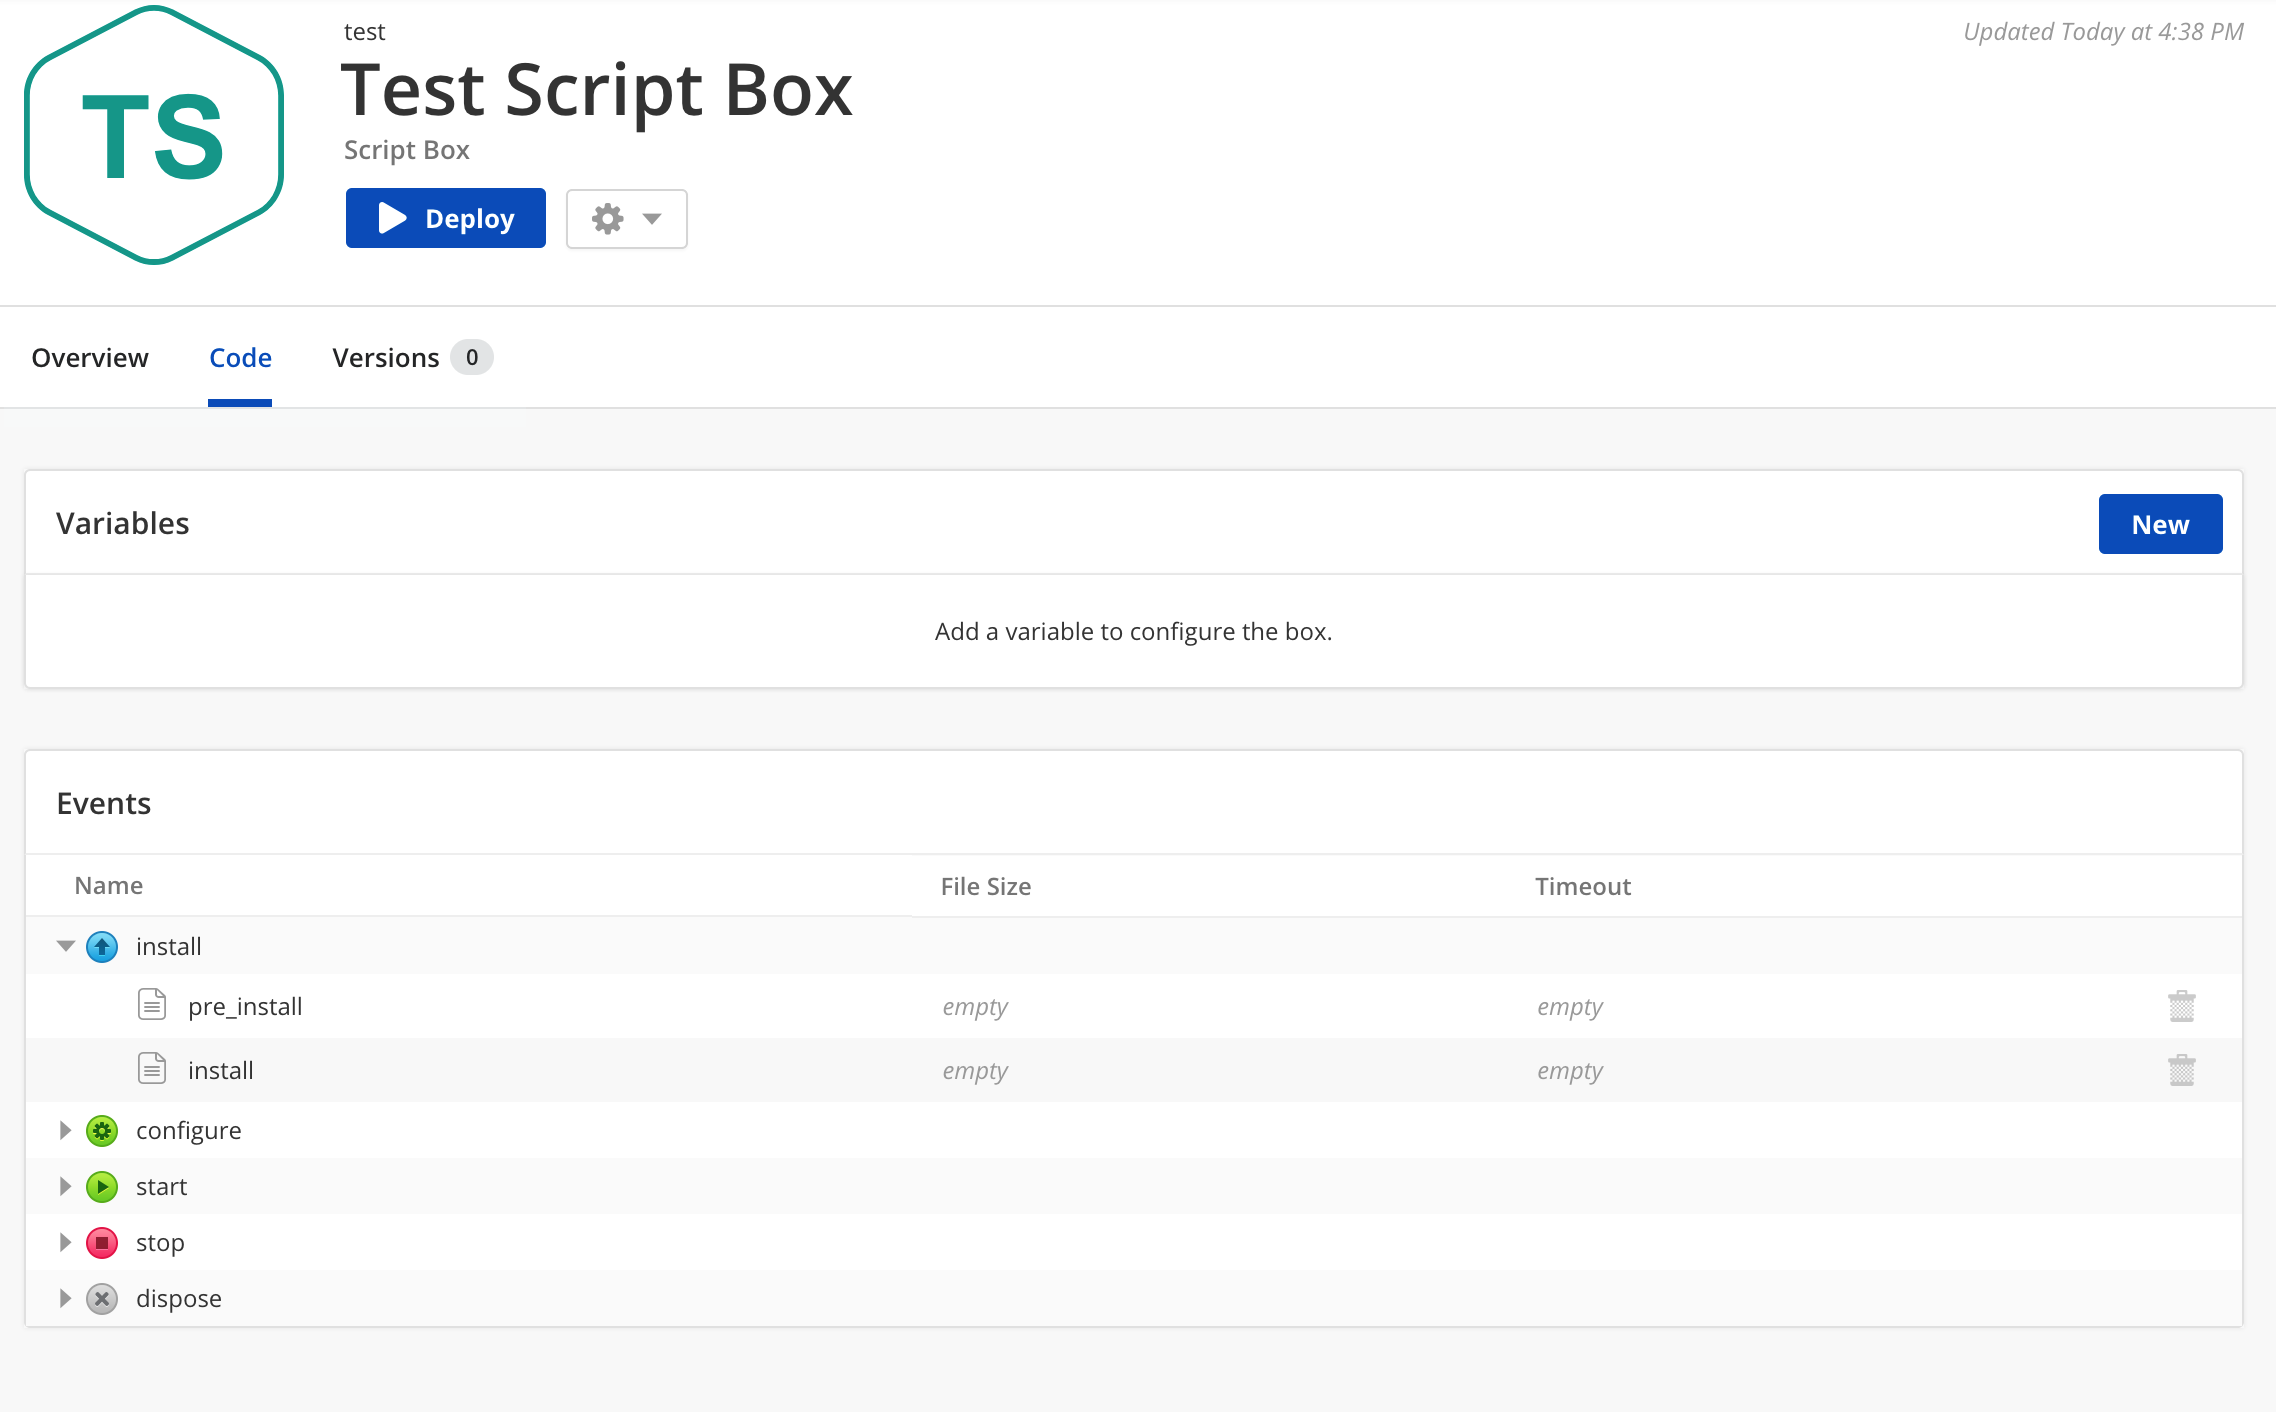 TS
test
Updated Today at 4:38 PM
Test Script Box
Script Box
Deploy
Overview Code Versions 0
Variables New
Add a variable to configure the box.
Events
Name File Size Timeout
install
pre_install empty empty
install empty empty
configure
start
stop
dispose